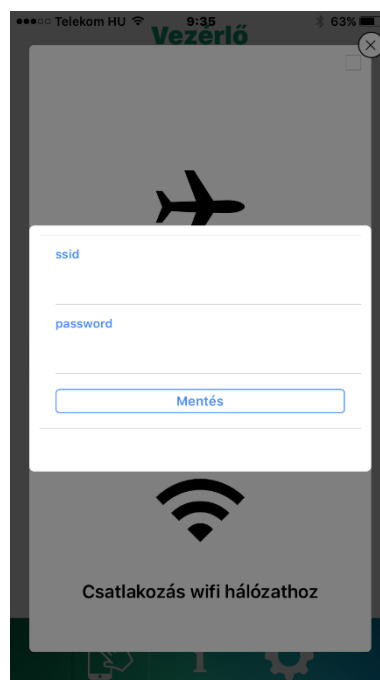 Telekom HU 9:35 63%
Vezérlő
ssid
password
Mentés
Csatlakozás wifi hálózathoz